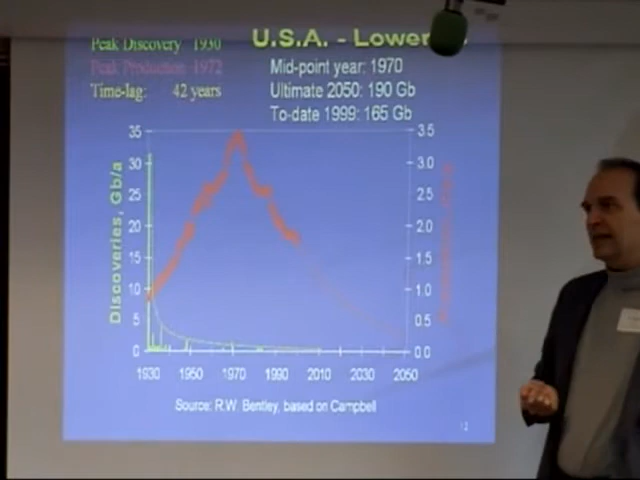 U.S.A. - Lower
Peak Discovery 1930
Peak Production 1972
Time-lag: 42 years
Mid-point year: 1970
Ultimate 2050: 190 Gb
To-date 1999: 165 Gb
Discoveries, Gb/a
35
30
25
20
15
10
5
0
3.5
3.0
2.5
2.0
1.5
1.0
0.5
0.0
1930 1950 1970 1990 2010 2030 2050
Source: R.W. Bentley, based on Campbell